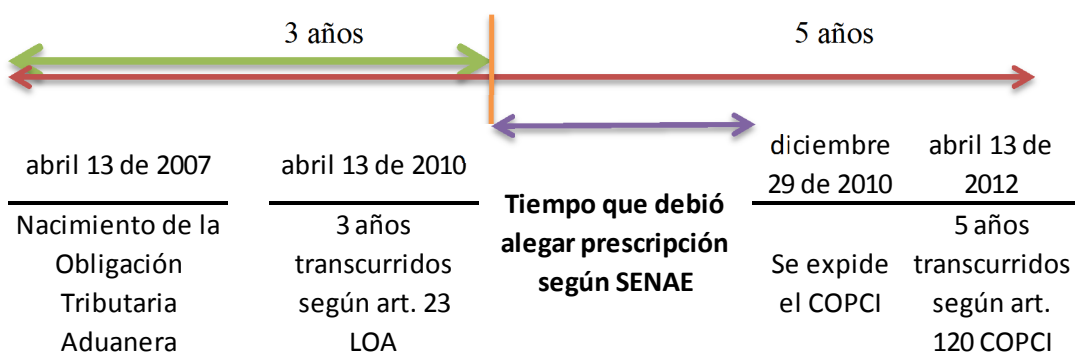 3 años
5 años
abril 13 de 2007
Nacimiento de la
Obligación
Tributaria
Aduanera
abril 13 de 2010
3 años
transcurridos
según art. 23
LOA
Tiempo que debió
alegar prescripción
según SENAE
diciembre
29 de 2010
Se expide
el COPCI
abril 13 de
2012
5 años
transcurridos
según art.
120 COPCI